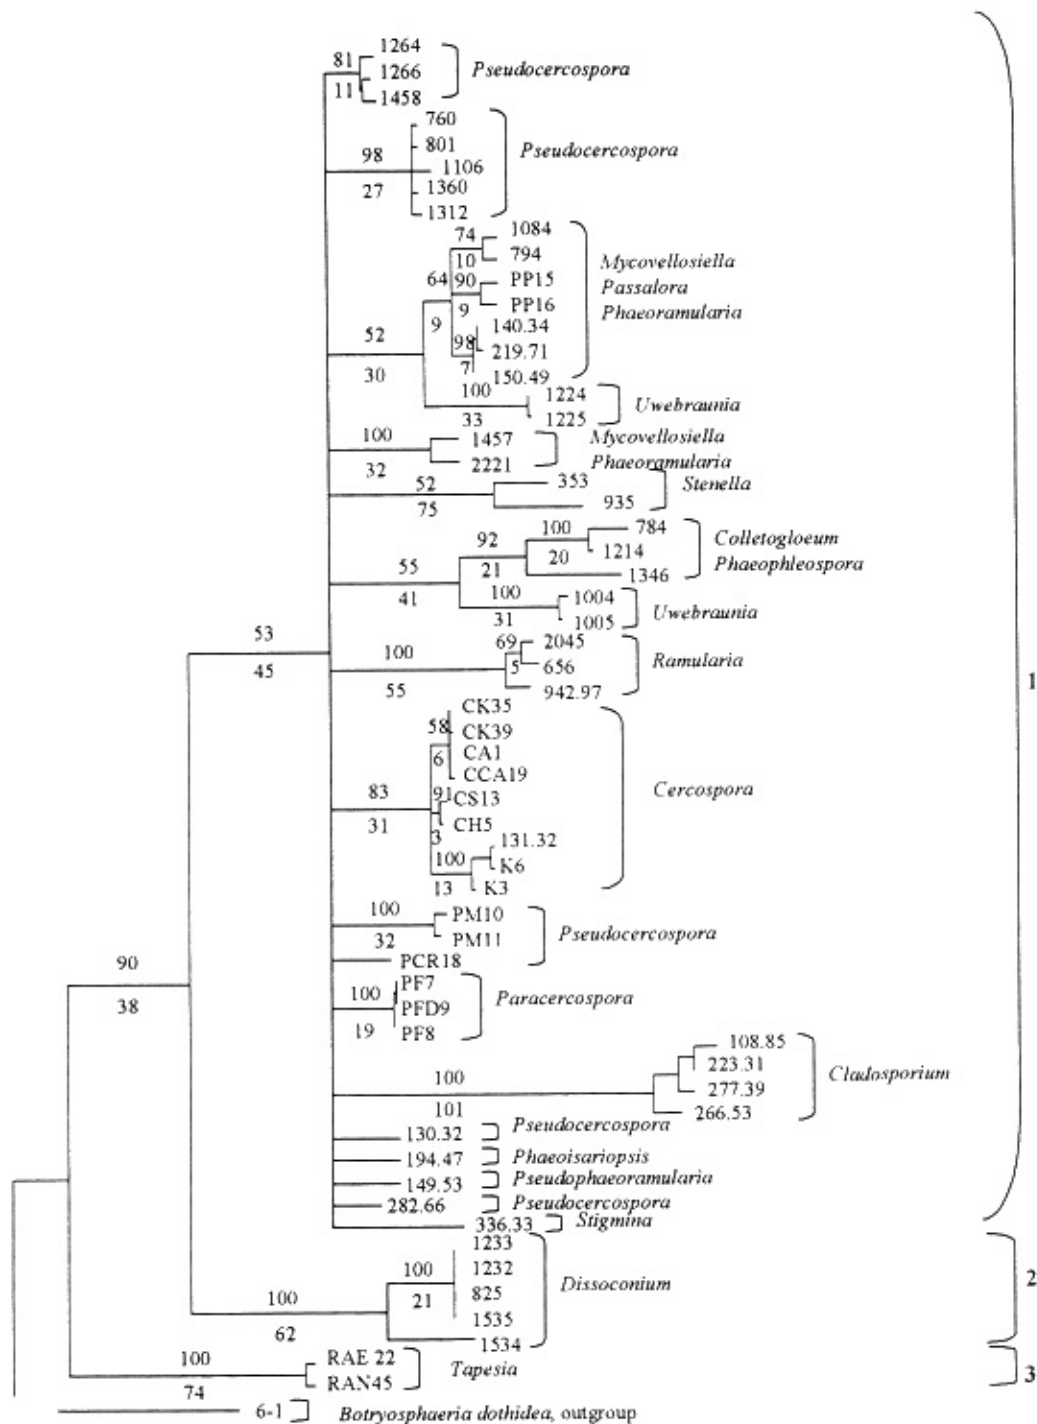 1264
81
1266
Pseudocercospora
11
1458
760
801
98
1106
Pseudocercospora
27
1360
1312
74
1084
10
794
Mycovellosiella
64
90
PP15
Passalora
9
PP16
Phaeoramularia
9
140.34
52
98
219.71
30
7
150.49
100
1224
Uwebraunia
33
1225
100
1457
Mycovellosiella
32
2221
Phaeoramularia
52
353
Stenella
75
935
100
784
Colletogloeum
92
20
1214
Phaeophleospora
55
21
1346
41
100
1004
Uwebraunia
31
1005
53
69
2045
45
100
5
656
Ramularia
55
942.97
1
CK35
58
CK39
6
CA1
CCA19
Cercospora
83
91
CS13
31
3
CH5
131.32
100
K6
13
K3
100
PM10
Pseudocercospora
32
PM11
PCR18
90
PF7
38
100
PFD9
Paracercospora
19
PF8
108.85
223.31
Cladosporium
100
277.39
101
266.53
130.32
Pseudocercospora
194.47
Phaeoisariopsis
149.53
Pseudophaeoramularia
282.66
Pseudocercospora
336.33
Stigmina
1233
100
1232
Dissoconium
2
21
825
100
1535
62
1534
100
RAE 22
Tapesia
3
74
RAN45
6-1
Botryosphaeria dothidea, outgroup